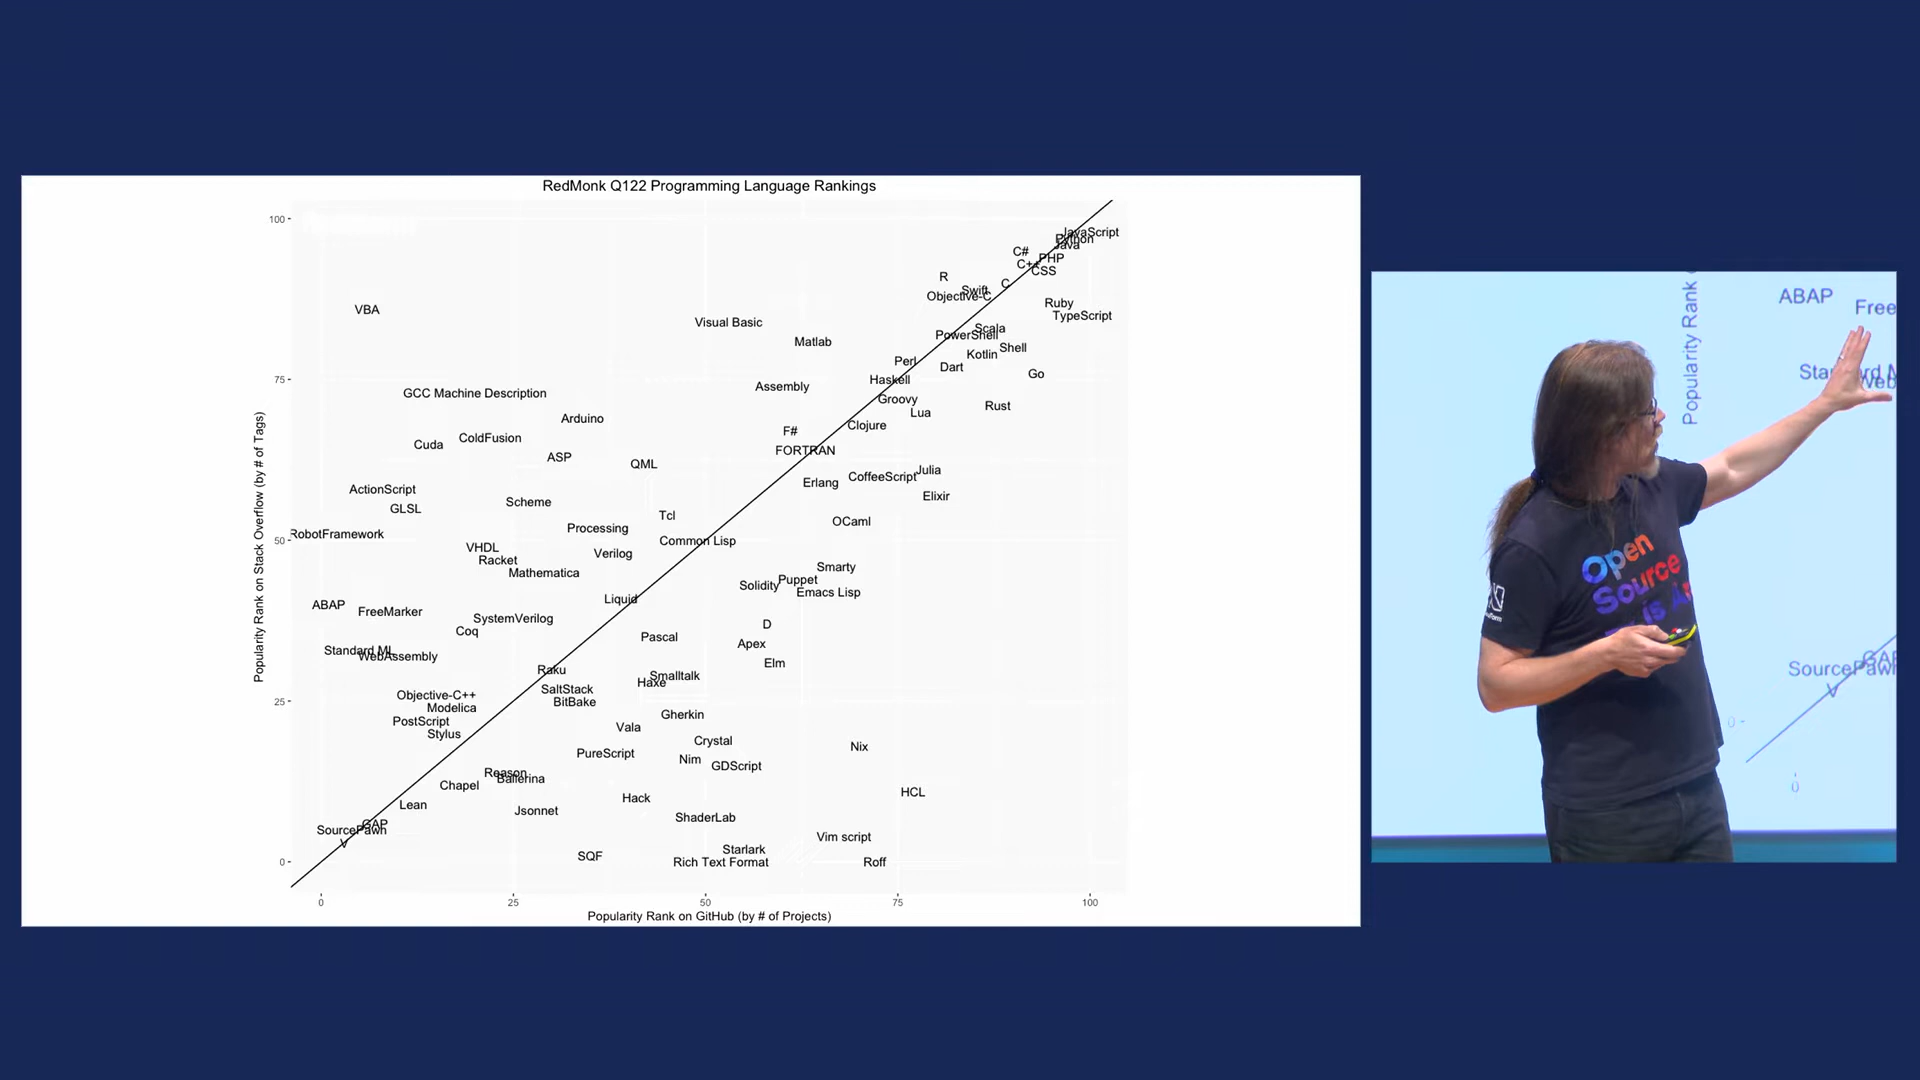 RedMonk Q122 Programming Language Rankings
100
75
50
25
0
Popularity Rank on Stack Overflow (by # of Tags)
JavaScript
Python
Java
C#
PHP
C++
CSS
R
C
Swift
Objective-C
Ruby
VBA
TypeScript
Visual Basic
Scala
PowerShell
Matlab
Shell
Kotlin
Perl
Dart
Go
Haskell
Assembly
GCC Machine Description
Groovy
Rust
Lua
Arduino
Clojure
F#
ColdFusion
Cuda
FORTRAN
ASP
QML
Julia
CoffeeScript
Erlang
ActionScript
Elixir
Scheme
GLSL
Tcl
OCaml
Processing
RobotFramework
Common Lisp
VHDL
Verilog
Racket
Smarty
Mathematica
Puppet
Solidity
Emacs Lisp
Liquid
ABAP
FreeMarker
SystemVerilog
D
Coq
Pascal
Apex
Standard ML
WebAssembly
Elm
Raku
Smalltalk
Haxe
SaltStack
Objective-C++
BitBake
Modelica
Gherkin
PostScript
Vala
Stylus
Crystal
Nix
PureScript
Nim
GDScript
Reason
Ballerina
Chapel
HCL
Hack
Lean
Jsonnet
ShaderLab
GAP
SourcePawn
Vim script
V
Starlark
SQF
Rich Text Format
Roff
0
25
50
75
100
Popularity Rank on GitHub (by # of Projects)
Popularity Rank
ABAP
Free
Open
Source
is
GAP
SourcePawn
V
0
0